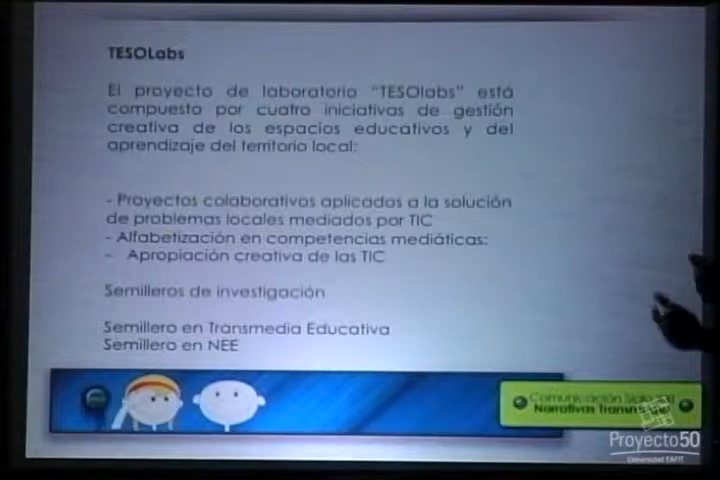 TESOLabs
El proyecto de laboratorio "TESOlabs" está
compuesto por cuatro iniciativas de gestión
creativa de los espacios educativos y del
aprendizaje del territorio local:
- Proyectos colaborativos aplicados a la solución
de problemas locales mediados por TIC
- Alfabetización en competencias mediáticas:
- Apropiación creativa de las TIC
Semilleros de investigación
Semillero en Transmedia Educativa
Semillero en NEE
Comunicación
Narrativas
Proyecto50
Universidad EAFIT